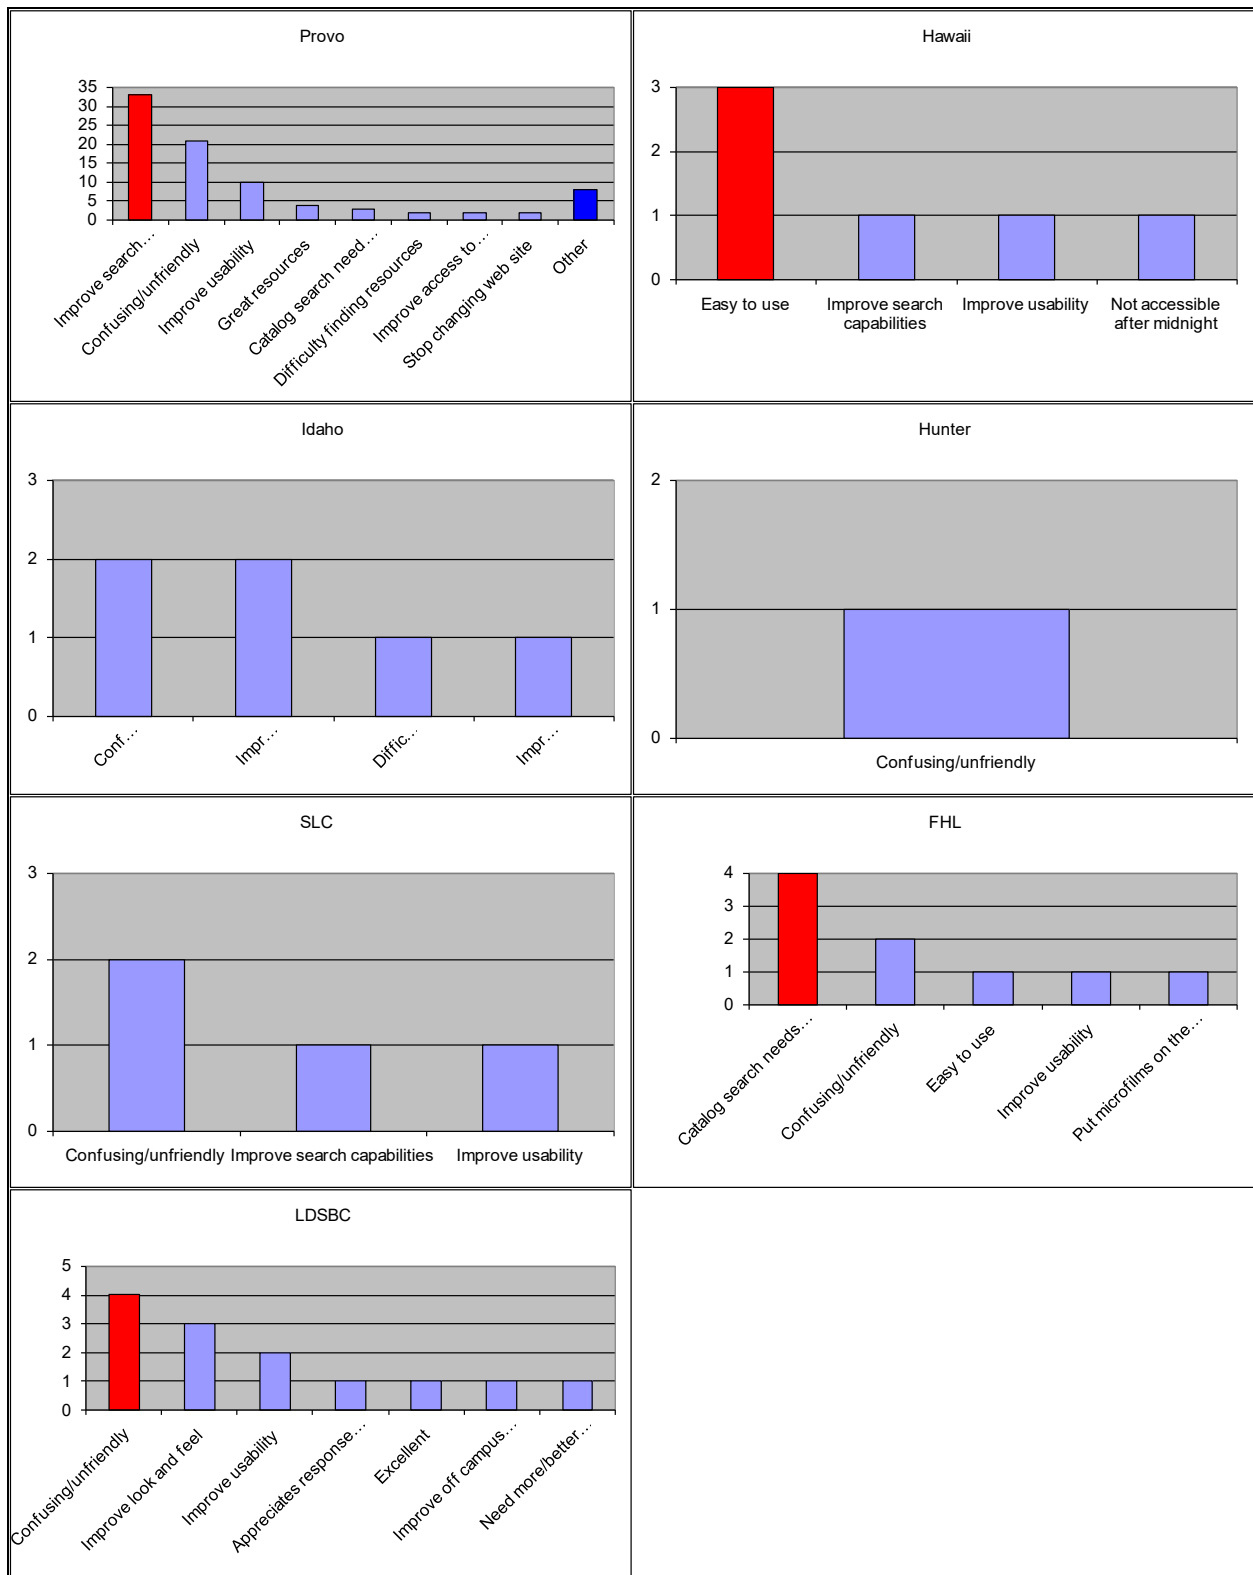 Provo
35
30
25
20
15
10
5
0
Improve search…
Confusing/unfriendly
Improve usability
Great resources
Catalog search need…
Difficulty finding resources
Improve access to…
Stop changing web site
Other
Hawaii
3
2
1
0
Easy to use
Improve search
capabilities
Improve usability
Not accessible
after midnight
Idaho
3
2
1
0
Conf…
Impr…
Diffic…
Impr…
Hunter
2
1
0
Confusing/unfriendly
SLC
3
2
1
0
Confusing/unfriendly Improve search capabilities Improve usability
FHL
4
3
2
1
0
Catalog search needs…
Confusing/unfriendly
Easy to use
Improve usability
Put microfilms on the…
LDSBC
5
4
3
2
1
0
Confusing/unfriendly
Improve look and feel
Improve usability
Appreciates response…
Excellent
Improve off campus…
Need more/better…